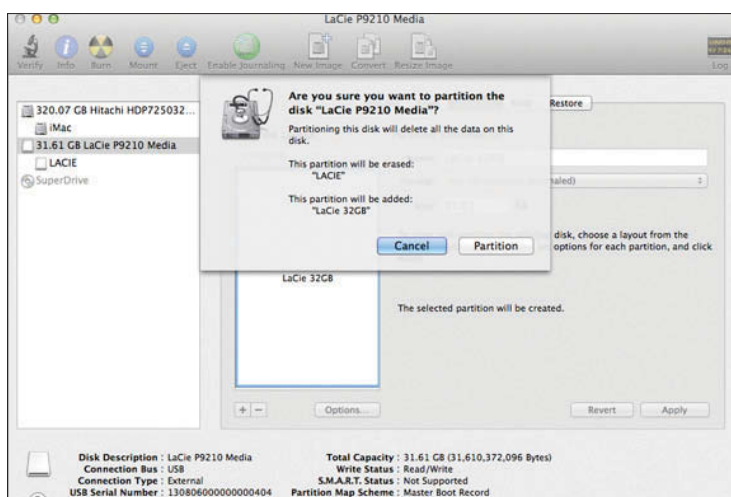 LaCie P9210 Media
Verify Info Burn Mount Eject Enable Journaling New Image Convert Resize Image Log
320.07 GB Hitachi HDP725032...
iMac
31.61 GB LaCie P9210 Media
LACIE
SuperDrive
Are you sure you want to partition the
disk "LaCie P9210 Media"?
Partitioning this disk will delete all the data on this
disk.
This partition will be erased:
"LACIE"
This partition will be added:
"LaCie 32GB"
Cancel Partition
Restore
disk, choose a layout from the
options for each partition, and click
LaCie 32GB
The selected partition will be created.
+ - Options... Revert Apply
Disk Description : LaCie P9210 Media
Connection Bus : USB
Connection Type : External
USB Serial Number : 130806000000000404
Total Capacity : 31.61 GB (31,610,372,096 Bytes)
Write Status : Read/Write
S.M.A.R.T. Status : Not Supported
Partition Map Scheme : Master Boot Record